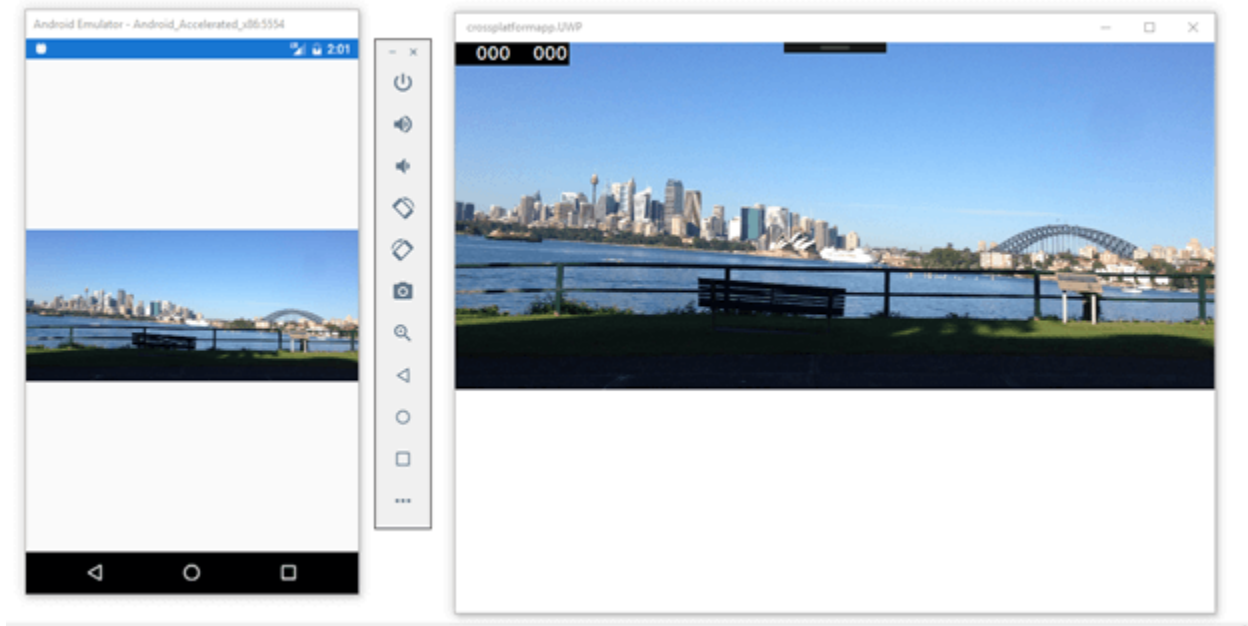 Android Emulator - Android_Accelerated_x86:5554
2:01
crossplatformapp.UWP
000 000